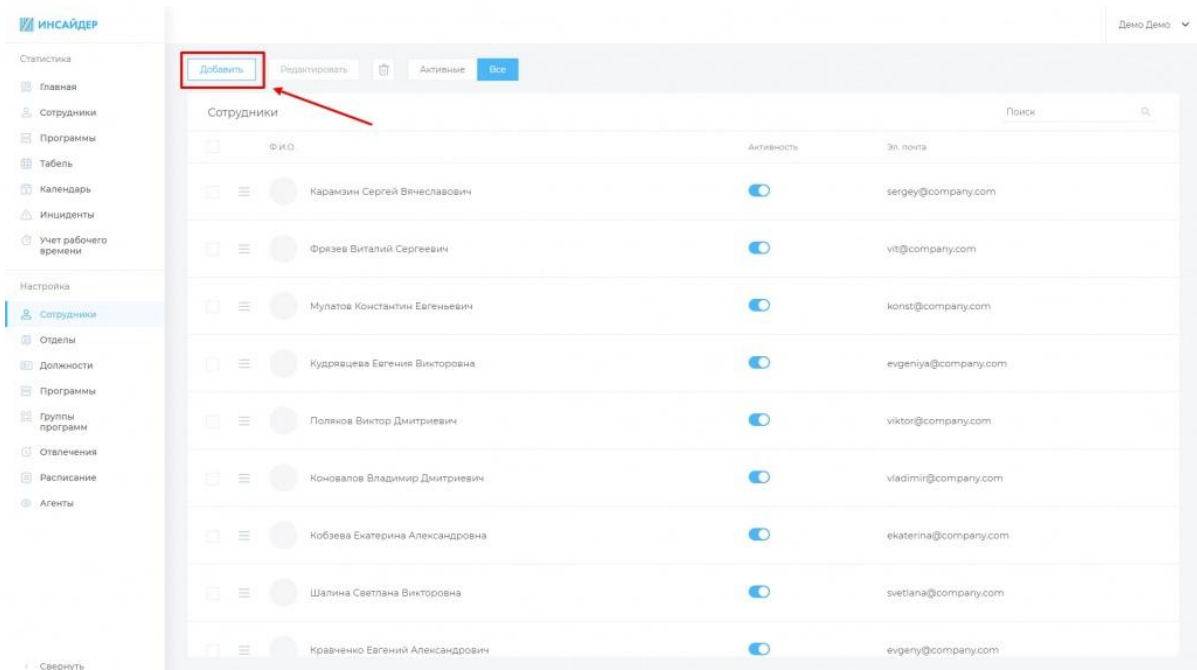 ИНСАЙДЕР
Демо Демо
Статистика
Главная
Сотрудники
Программы
Табель
Календарь
Инциденты
Учет рабочего
времени
Настройка
Сотрудники
Отделы
Должности
Программы
Группы
программ
Отвлечения
Расписание
Агенты
Свернуть
Добавить Редактировать Активные Все
Сотрудники Поиск
Ф.И.О. Активность Эл. почта
Карамзин Сергей Вячеславович sergey@company.com
Фрязев Виталий Сергеевич vit@company.com
Мулатов Константин Евгеньевич konst@company.com
Кудрявцева Евгения Викторовна evgeniya@company.com
Поляков Виктор Дмитриевич viktor@company.com
Коновалов Владимир Дмитриевич vladimir@company.com
Кобзева Екатерина Александровна ekaterina@company.com
Шалина Светлана Викторовна svetlana@company.com
Кравченко Евгений Александрович evgeny@company.com